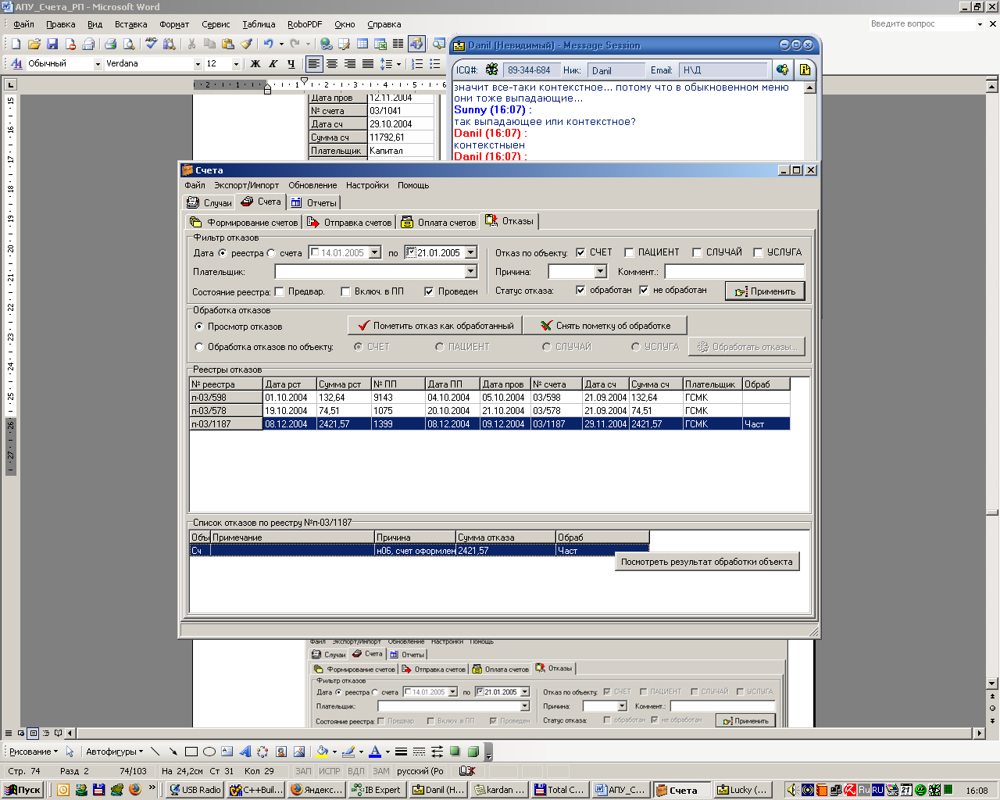 АПУ_Счета_РП - Microsoft Word
Файл Правка Вид Вставка Формат Сервис Таблица RoboPDF Окно Справка
Введите вопрос
Обычный Verdana 12 Ж К Ч
Danil (Невидимый) - Message Session
ICQ#: 89-344-684 Ник: Danil Email: Н\Д
значит все-таки контекстное... потому что в обыкновенном меню
они тоже выпадающие...
Sunny (16:07) :
так выпадающее или контекстное?
Danil (16:07) :
контекстныен
Danil (16:07) :
Дата пров 12.11.2004
№ счета 03/1041
Дата сч 29.10.2004
Сумма сч 11792,61
Плательщик Капитал
Счета
Файл Экспорт/Импорт Обновление Настройки Помощь
Случаи Счета Отчеты
Формирование счетов Отправка счетов Оплата счетов Отказы
Фильтр отказов
Дата реестра счета 14.01.2005 по 21.01.2005
Отказ по объекту: СЧЕТ ПАЦИЕНТ СЛУЧАЙ УСЛУГА
Плательщик:
Причина: Коммент.:
Состояние реестра: Предвар. Включ. в ПП Проведен
Статус отказа: обработан не обработан Применить
Обработка отказов
Просмотр отказов Пометить отказ как обработанный Снять пометку об обработке
Обработка отказов по объекту: СЧЕТ ПАЦИЕНТ СЛУЧАЙ УСЛУГА Обработать отказы...
Реестры отказов
№ реестра Дата рст Сумма рст № ПП Дата ПП Дата пров № счета Дата сч Сумма сч Плательщик Обраб
п-03/598 01.10.2004 132,64 9143 04.10.2004 05.10.2004 03/598 21.09.2004 132,64 ГСМК
п-03/578 19.10.2004 74,51 1075 20.10.2004 21.10.2004 03/578 21.09.2004 74,51 ГСМК
п-03/1187 08.12.2004 2421,57 1399 08.12.2004 09.12.2004 03/1187 29.11.2004 2421,57 ГСМК Част
Список отказов по реестру №п-03/1187
Объ Примечание Причина Сумма отказа Обраб
Сч н06, счет оформлен 2421,57 Част
Посмотреть результат обработки объекта
Файл Экспорт/Импорт Обновление Настройки Помощь
Случаи Счета Отчеты
Формирование счетов Отправка счетов Оплата счетов Отказы
Фильтр отказов
Дата реестра счета 14.01.2005 по 21.01.2005
Отказ по объекту: СЧЕТ ПАЦИЕНТ СЛУЧАЙ УСЛУГА
Плательщик:
Причина: Коммент.:
Состояние реестра: Предвар. Включ. в ПП Проведен
Статус отказа: обработан не обработан Применить
Рисование Автофигуры
Стр. 74 Разд 2 74/103 На 24,2см Ст 31 Кол 29 ЗАП ИСПР ВДЛ ЗАМ русский (Ро
Пуск USB Radio C++Buil... Яндекс... IB Expert Danil (Н... kardan ... Total C... АПУ_С... Счета Lucky (... Ru RU 16:08